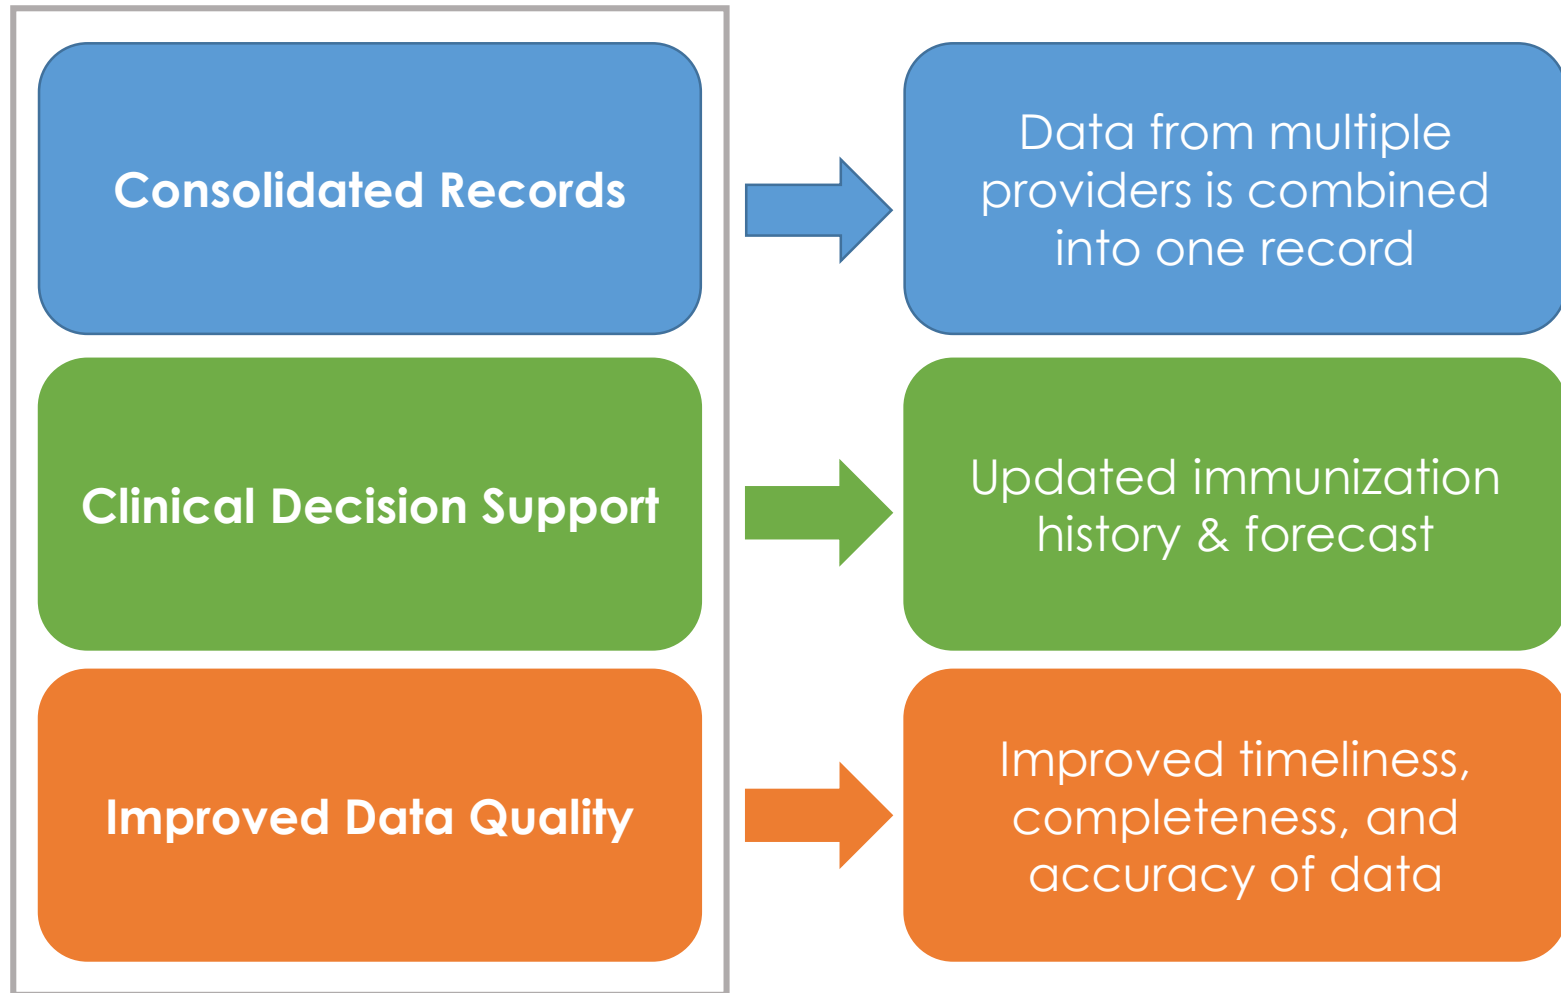 Consolidated Records
Data from multiple
providers is combined
into one record
Clinical Decision Support
Updated immunization
history & forecast
Improved Data Quality
Improved timeliness,
completeness, and
accuracy of data